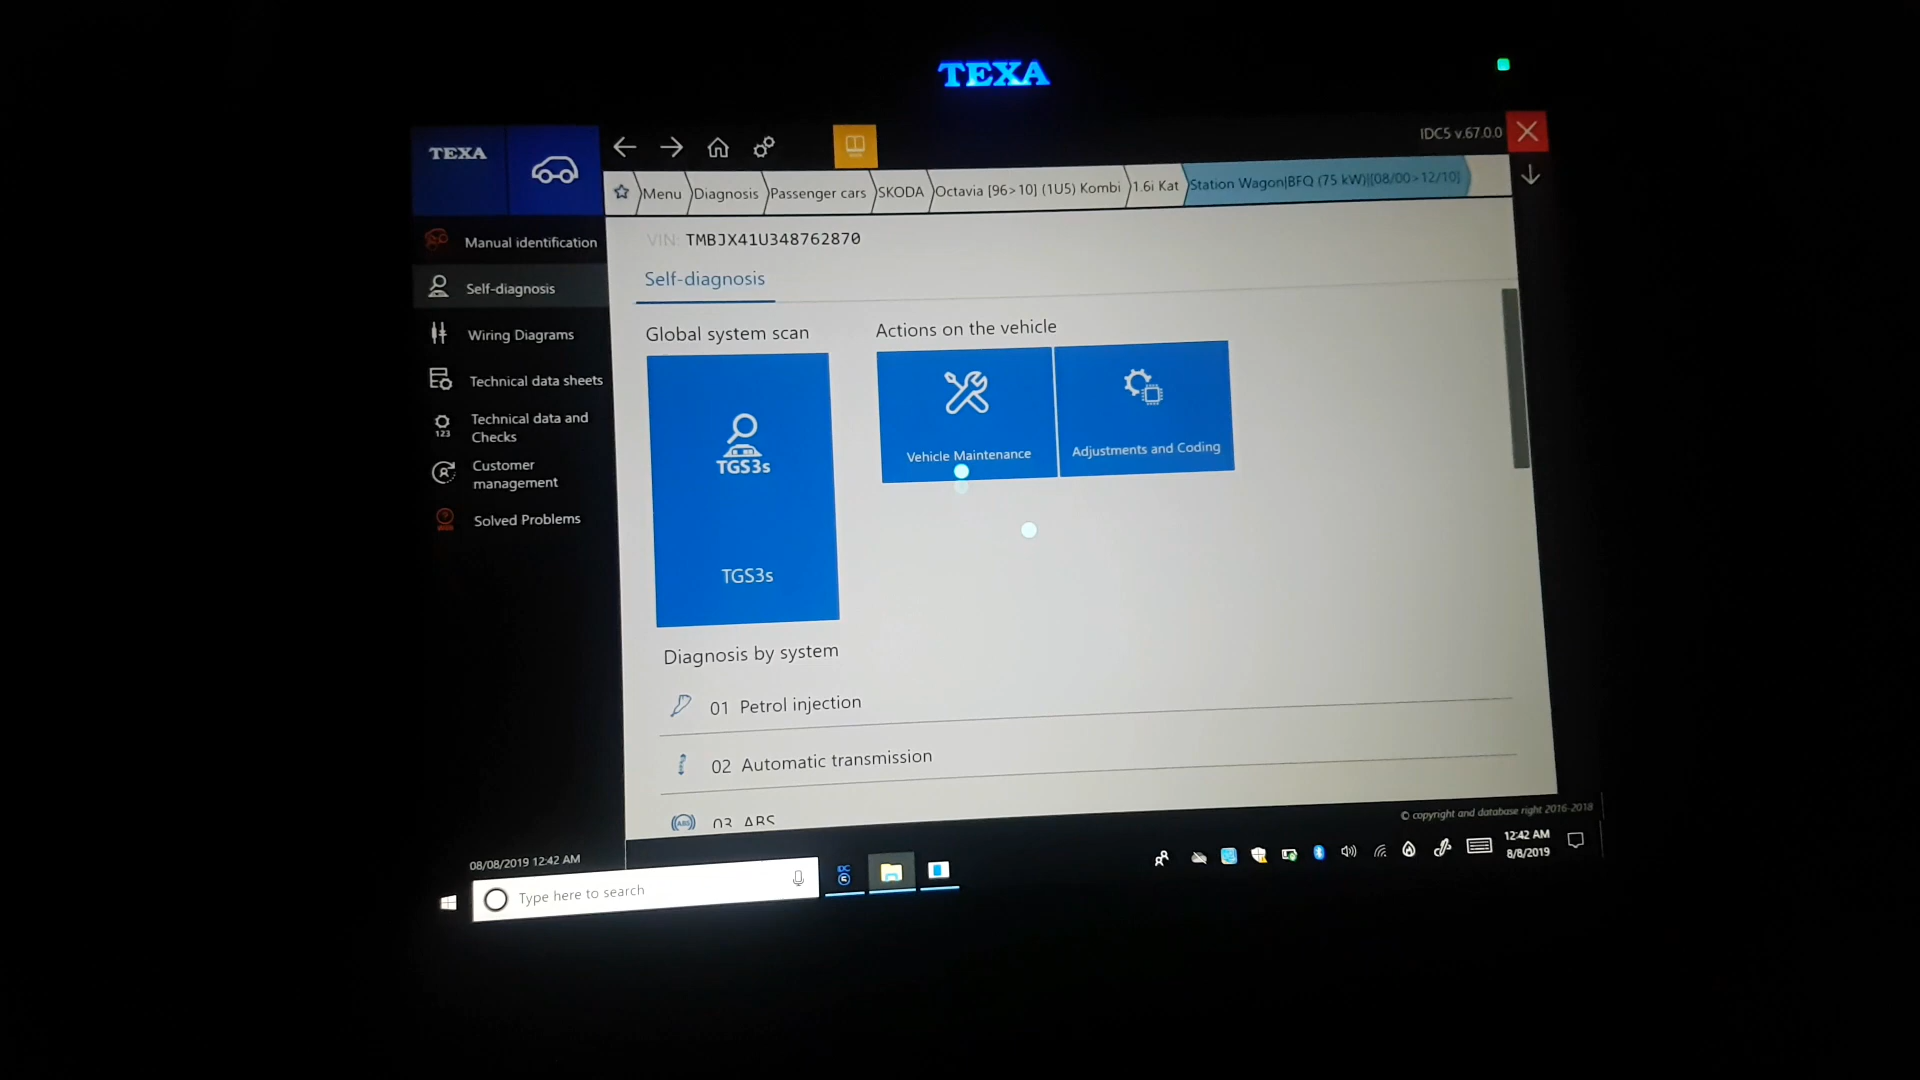 TEXA
TEXA
IDC5 v.67.0.0
Menu
Diagnosis
Passenger cars
SKODA
Octavia [96>10] (1U5) Kombi
1.6i Kat
Station Wagon|BFQ (75 kW)|[08/00>12/10]
VIN: TMBJX41U348762870
Manual identification
Self-diagnosis
Wiring Diagrams
Technical data sheets
123
Technical data and
Checks
Customer
management
Solved Problems
Self-diagnosis
Global system scan
TGS3s
TGS3s
Actions on the vehicle
Vehicle Maintenance
Adjustments and Coding
Diagnosis by system
01 Petrol injection
02 Automatic transmission
ABS
03 ABS
© copyright and database right 2016-2018
08/08/2019 12:42 AM
Type here to search
IDC
5
12:42 AM
8/8/2019